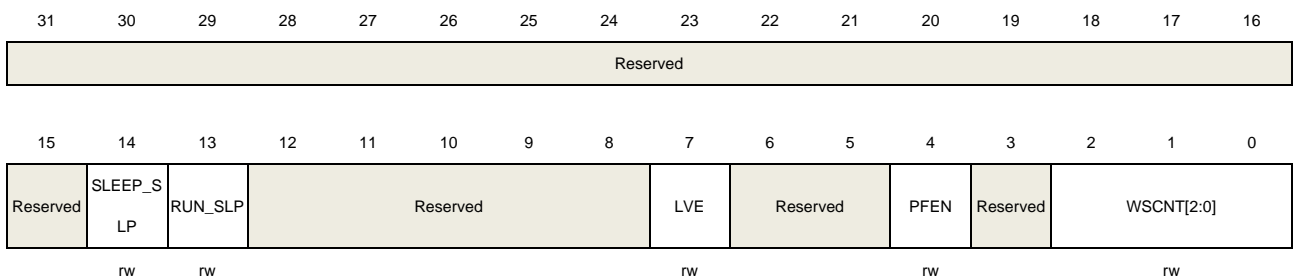 31 30 29 28 27 26 25 24 23 22 21 20 19 18 17 16
Reserved
15 14 13 12 11 10 9 8 7 6 5 4 3 2 1 0
Reserved SLEEP_S
LP RUN_SLP Reserved LVE Reserved PFEN Reserved WSCNT[2:0]
rw rw rw rw rw